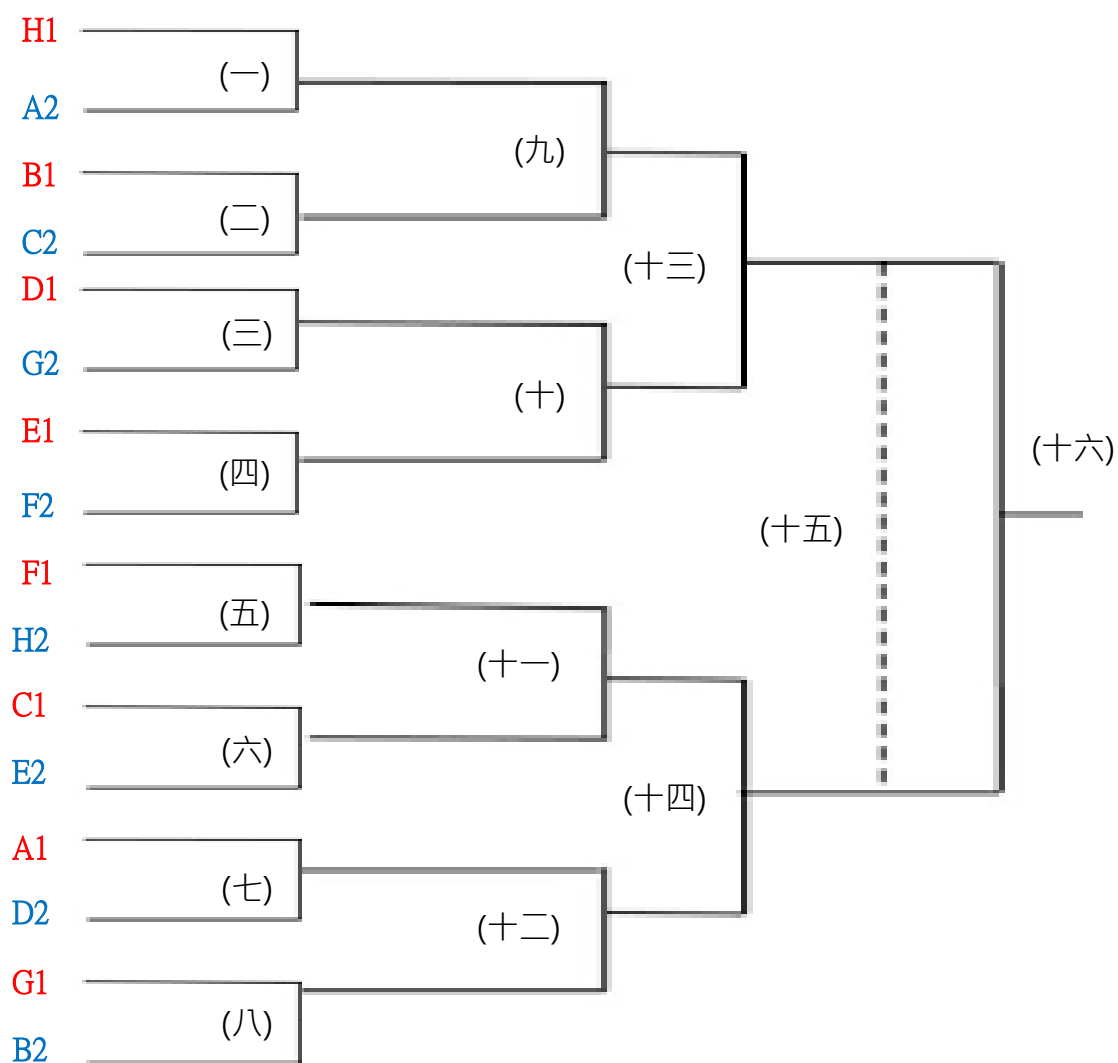 H1
(一)
A2
(九)
B1
(二)
C2
(十三)
D1
(三)
G2
(十)
E1
(十六)
(四)
F2
(十五)
F1
(五)
H2
(十一)
C1
(六)
E2
(十四)
A1
(七)
D2
(十二)
G1
(八)
B2